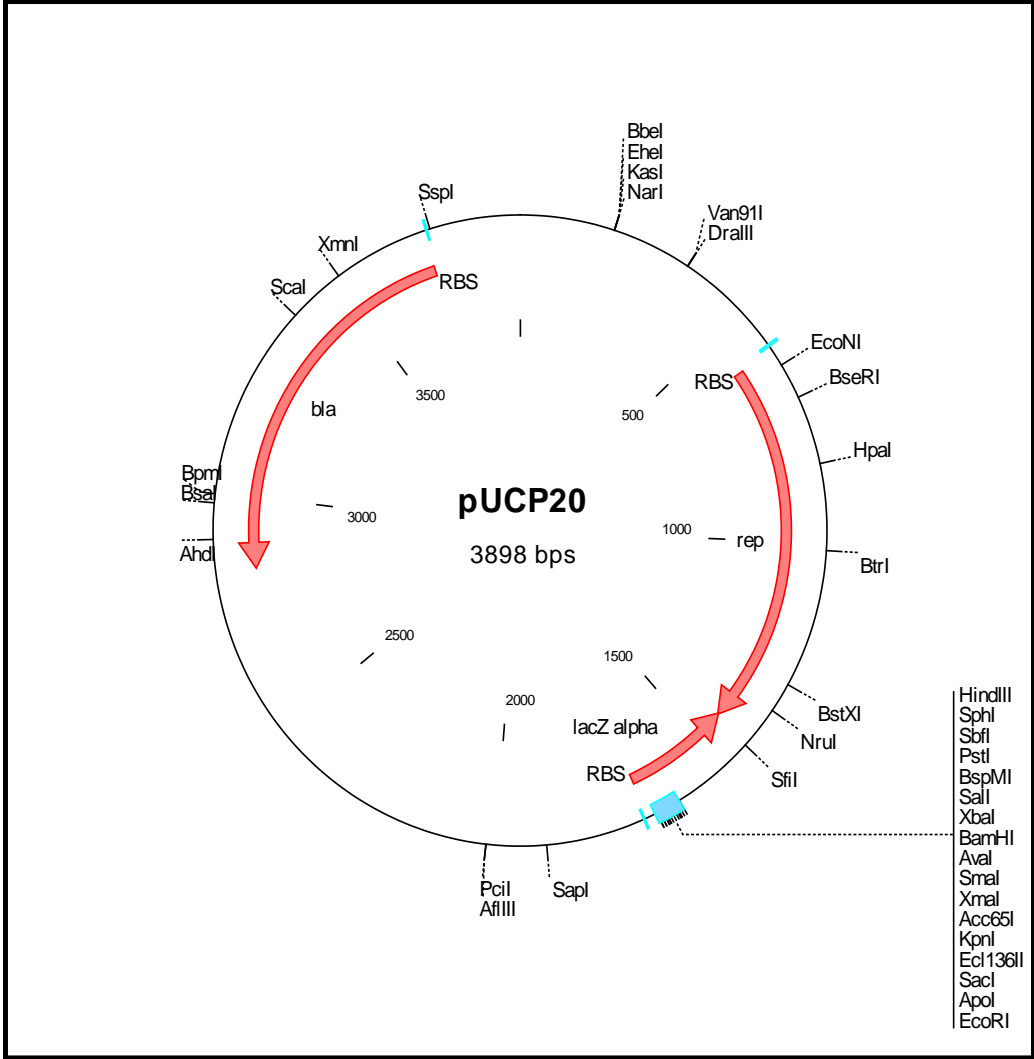 BbeI
EheI
KasI
NarI
SspI
Van91I
DraIII
XmnI
ScaI
RBS
EcoNI
RBS
BseRI
3500
500
bla
HpaI
BpmI
BsaI
pUCP20
3000
1000
rep
AhdI
3898 bps
BtrI
2500
1500
2000
lacZ alpha
BstXI
NruI
RBS
SfiI
HindIII
SphI
SbfI
PstI
BspMI
SalI
XbaI
BamHI
AvaI
SmaI
XmaI
Acc65I
KpnI
Ecl136II
SacI
ApoI
EcoRI
PciI
AflIII
SapI